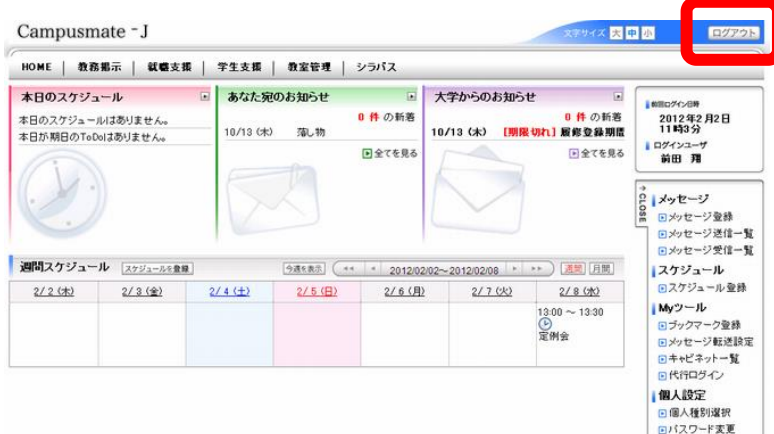 Campusmate-J
文字サイズ 大 中 小
ログアウト
HOME | 教務掲示 | 就職支援 | 学生支援 | 教室管理 | シラバス
本日のスケジュール
本日のスケジュールはありません。
本日が期日のToDoはありません。
あなた宛のお知らせ
0 件 の新着
10/13 (水) 落し物
全てを見る
大学からのお知らせ
0 件 の新着
10/13 (水) [期限切れ] 履修登録期間
全てを見る
前回ログイン日時
2012年2月2日
11時3分
ログインユーザ
前田 翔
CLOSE
メッセージ
メッセージ登録
メッセージ送信一覧
メッセージ受信一覧
スケジュール
スケジュール登録
Myツール
ブックマーク登録
メッセージ転送設定
キャビネット一覧
代行ログイン
個人設定
個人種別選択
パスワード変更
週間スケジュール スケジュールを登録
今週を表示 2012/02/02～2012/02/08 週間 月間
2/ 2 (木) 2/ 3 (金) 2/ 4 (土) 2/ 5 (日) 2/ 6 (月) 2/ 7 (火) 2/ 8 (水)
13:00 ～ 13:30
定例会